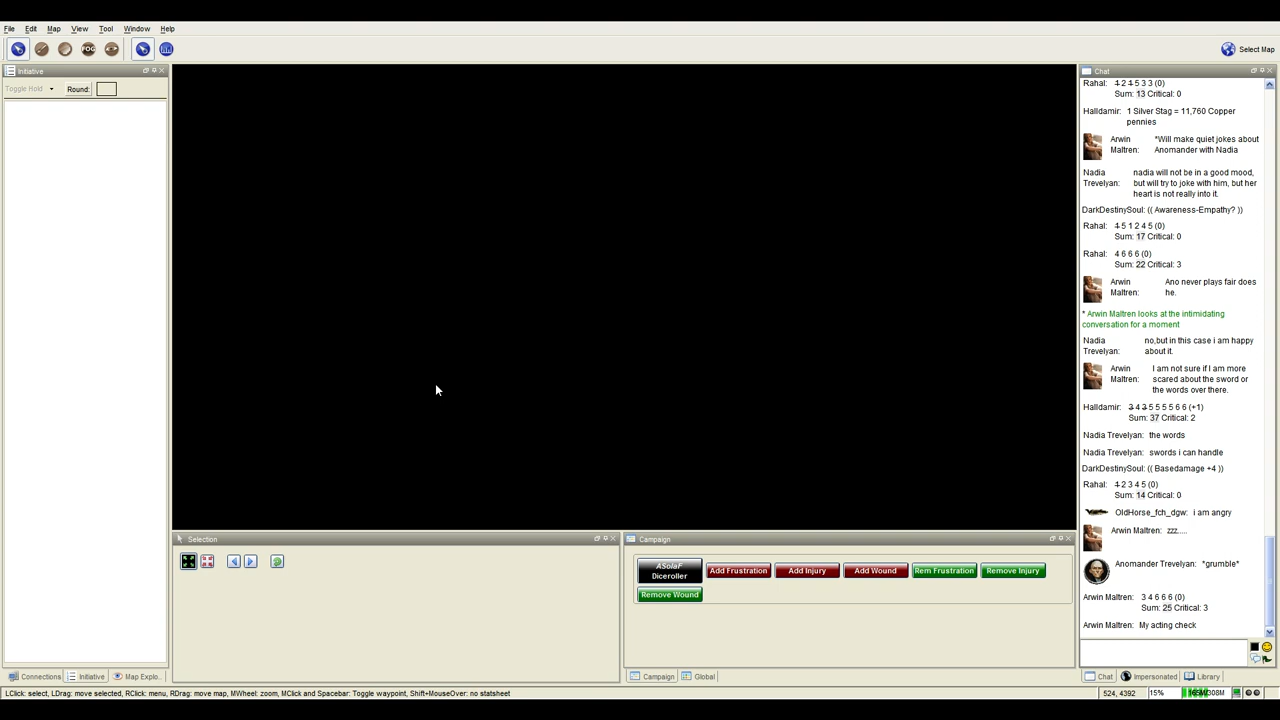 File Edit Map View Tool Window Help
FOG
Select Map
Initiative
Toggle Hold Round:
Connections Initiative Map Explo..
Selection
Campaign
ASoIaF Diceroller
Add Frustration Add Injury Add Wound Rem Frustration Remove Injury
Remove Wound
Campaign Global
Chat
Rahal: 1 2 1 5 3 3 (0)
Sum: 13 Critical: 0
Halldamir: 1 Silver Stag = 11,760 Copper
pennies
Arwin Maltren: *Will make quiet jokes about
Anomander with Nadia
Nadia Trevelyan: nadia will not be in a good mood,
but will try to joke with him, but her
heart is not really into it.
DarkDestinySoul: (( Awareness-Empathy? ))
Rahal: 1 5 1 2 4 5 (0)
Sum: 17 Critical: 0
Rahal: 4 6 6 6 (0)
Sum: 22 Critical: 3
Arwin Maltren: Ano never plays fair does
he.
* Arwin Maltren looks at the intimidating
conversation for a moment
Nadia Trevelyan: no,but in this case i am happy
about it.
Arwin Maltren: I am not sure if I am more
scared about the sword or
the words over there.
Halldamir: 3 4 3 5 5 5 5 6 6 (+1)
Sum: 37 Critical: 2
Nadia Trevelyan: the words
Nadia Trevelyan: swords i can handle
DarkDestinySoul: (( Basedamage +4 ))
Rahal: 1 2 3 4 5 (0)
Sum: 14 Critical: 0
OldHorse_fch_dgw: i am angry
Arwin Maltren: zzz.....
Anomander Trevelyan: *grumble*
Arwin Maltren: 3 4 6 6 6 (0)
Sum: 25 Critical: 3
Arwin Maltren: My acting check
Chat Impersonated Library
LClick: select, LDrag: move selected, RClick: menu, RDrag: move map, MWheel: zoom, MClick and Spacebar: Toggle waypoint, Shift+MouseOver: no statsheet
524, 4392 15% 165M/308M